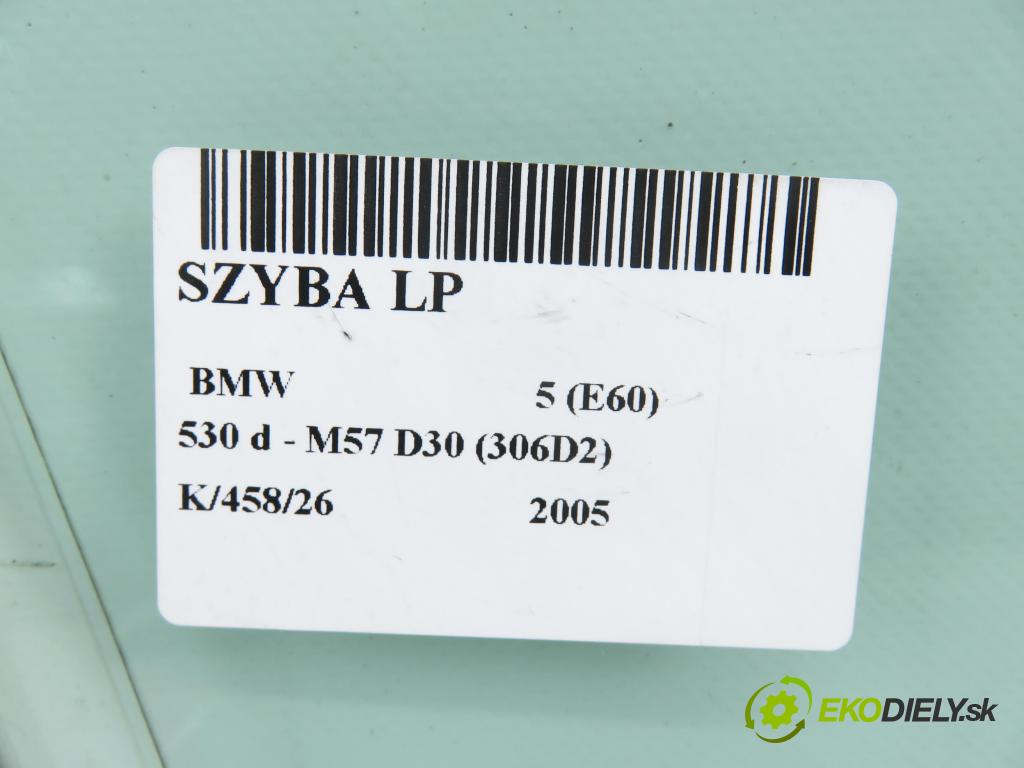 SZYBA LP
BMW 5 (E60)
530 d - M57 D30 (306D2)
K/458/26 2005
EKODIELY.sk